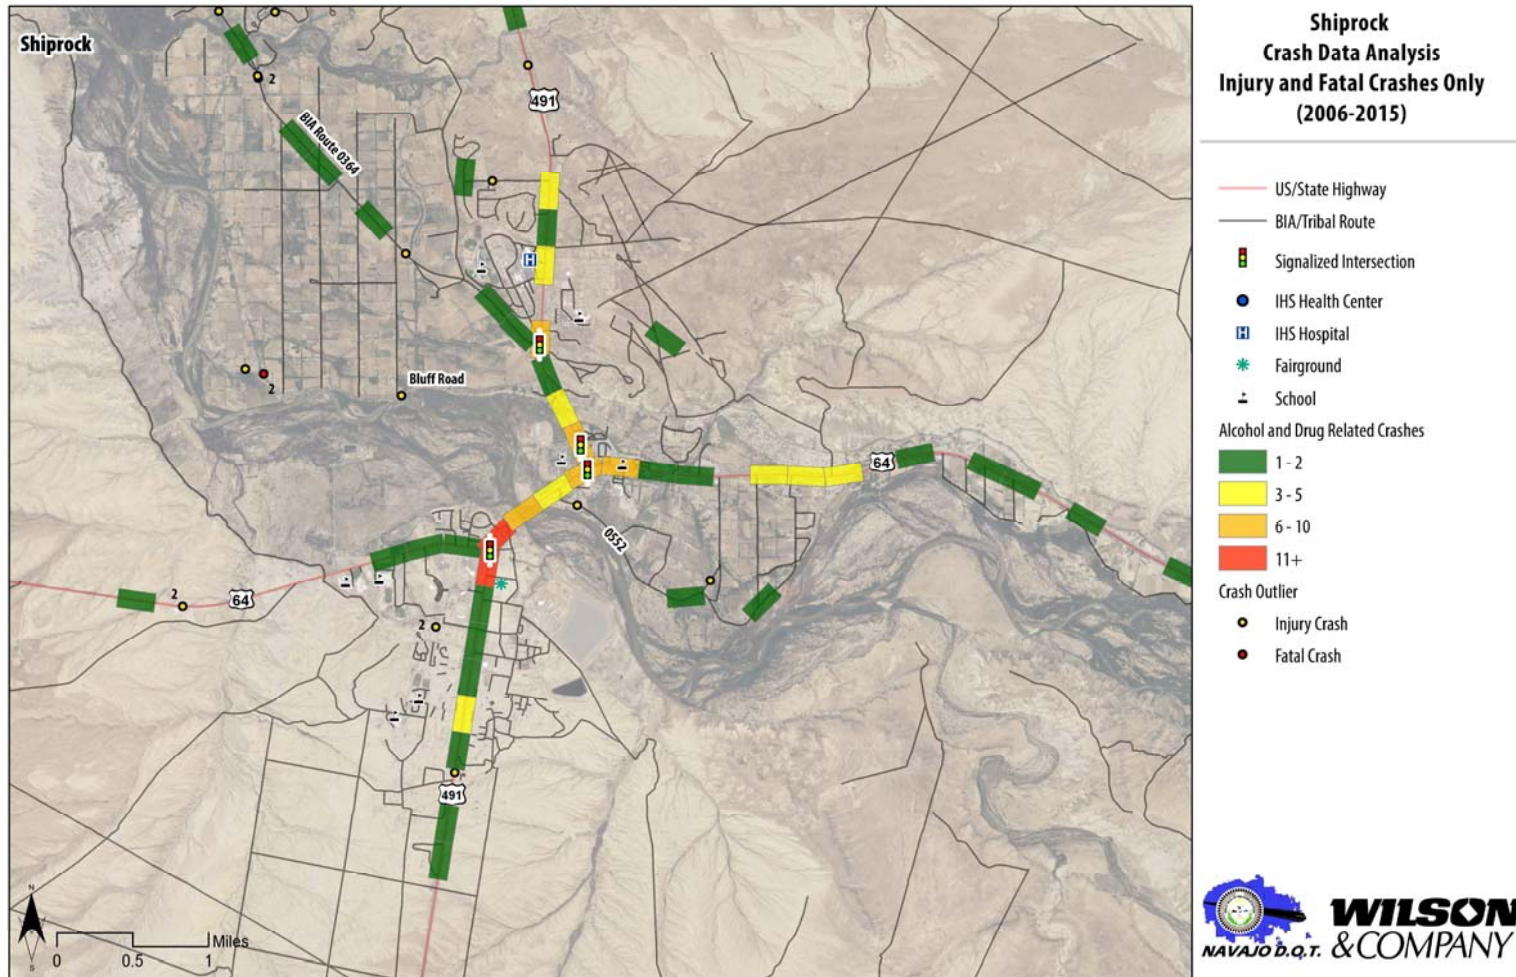 Shiprock
Crash Data Analysis
Injury and Fatal Crashes Only
(2006-2015)
US/State Highway
BIA/Tribal Route
Signalized Intersection
IHS Health Center
H
IHS Hospital
Fairground
School
Alcohol and Drug Related Crashes
1 - 2
3 - 5
6 - 10
11+
Crash Outlier
Injury Crash
Fatal Crash
NAVAJO D.O.T.
WILSON
&COMPANY
Shiprock
2
491
BIA Route 0364
H
2
Bluff Road
64
0552
2
64
2
491
N
S
Miles
0
0.5
1